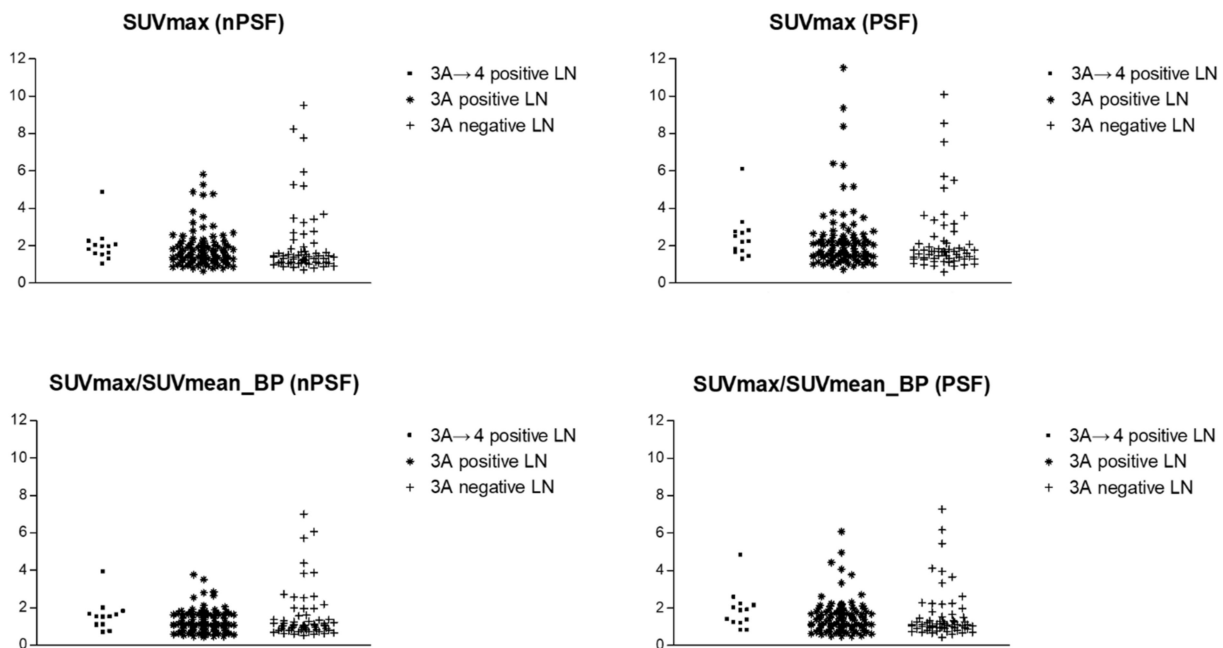 SUVmax (nPSF)
12
10
8
6
4
2
0
3A→4 positive LN
3A positive LN
3A negative LN
SUVmax (PSF)
12
10
8
6
4
2
0
3A→4 positive LN
3A positive LN
3A negative LN
SUVmax/SUVmean_BP (nPSF)
12
10
8
6
4
2
0
3A→4 positive LN
3A positive LN
3A negative LN
SUVmax/SUVmean_BP (PSF)
12
10
8
6
4
2
0
3A→4 positive LN
3A positive LN
3A negative LN